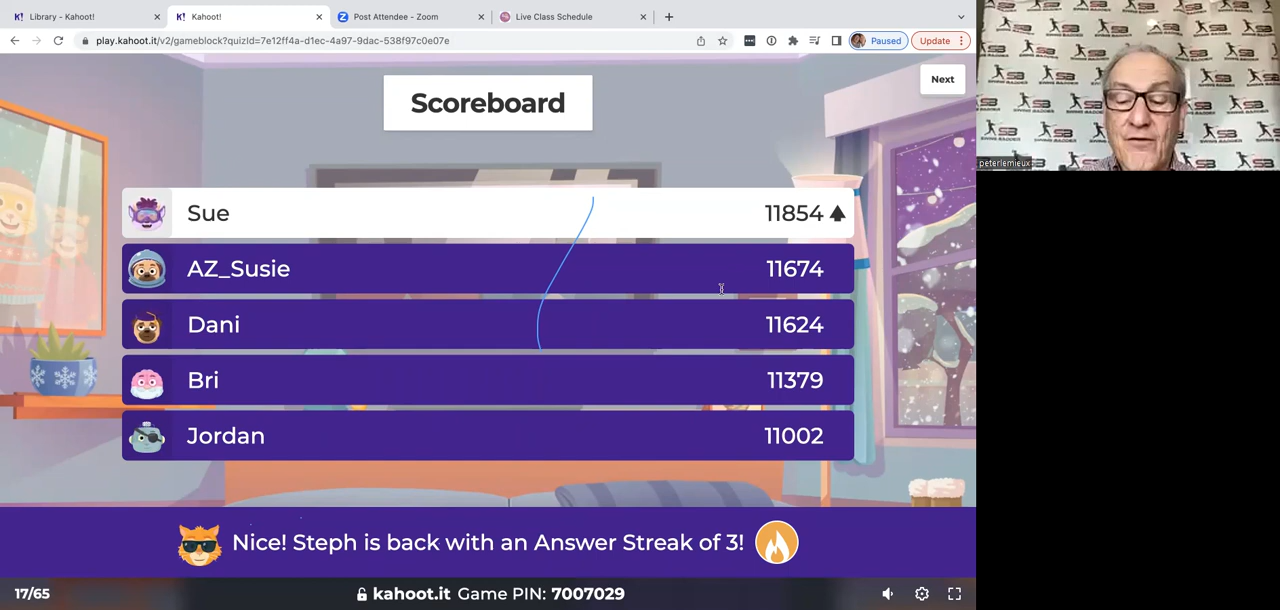 Library - Kahoot!
Kahoot!
Post Attendee - Zoom
Live Class Schedule
play.kahoot.it/v2/gameblock?quizId=7e12ff4a-d1ec-4a97-9dac-538f97c0e07e
Paused
Update
Scoreboard
Next
Sue 11854
AZ_Susie 11674
Dani 11624
Bri 11379
Jordan 11002
Nice! Steph is back with an Answer Streak of 3!
17/65
kahoot.it Game PIN: 7007029
peterlemieux
SB